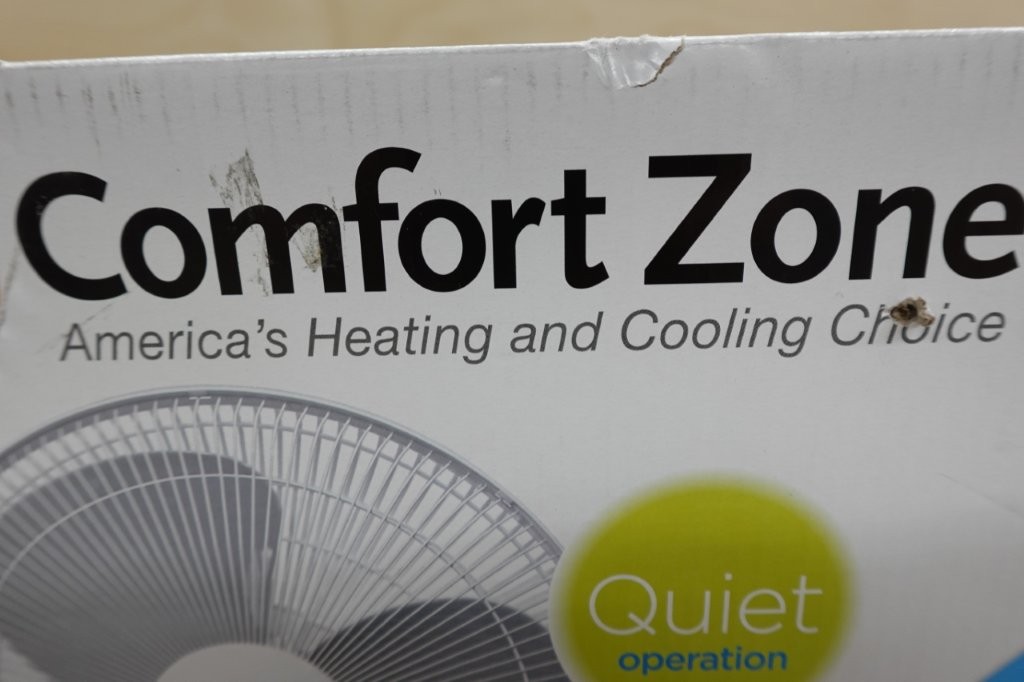 Comfort Zone
America's Heating and Cooling Choice
Quiet
operation